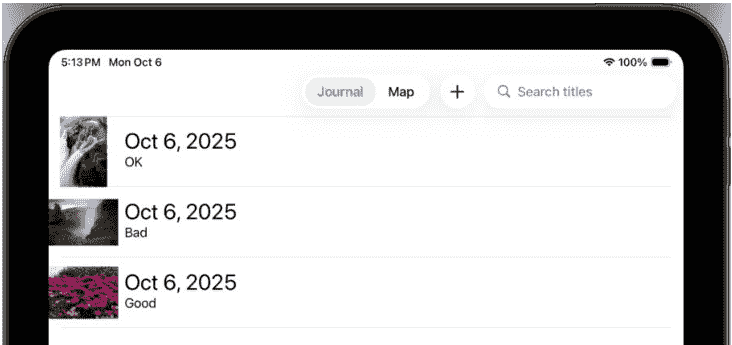 5:13 PM Mon Oct 6 100%
Journal Map + Search titles
Oct 6, 2025
OK
Oct 6, 2025
Bad
Oct 6, 2025
Good